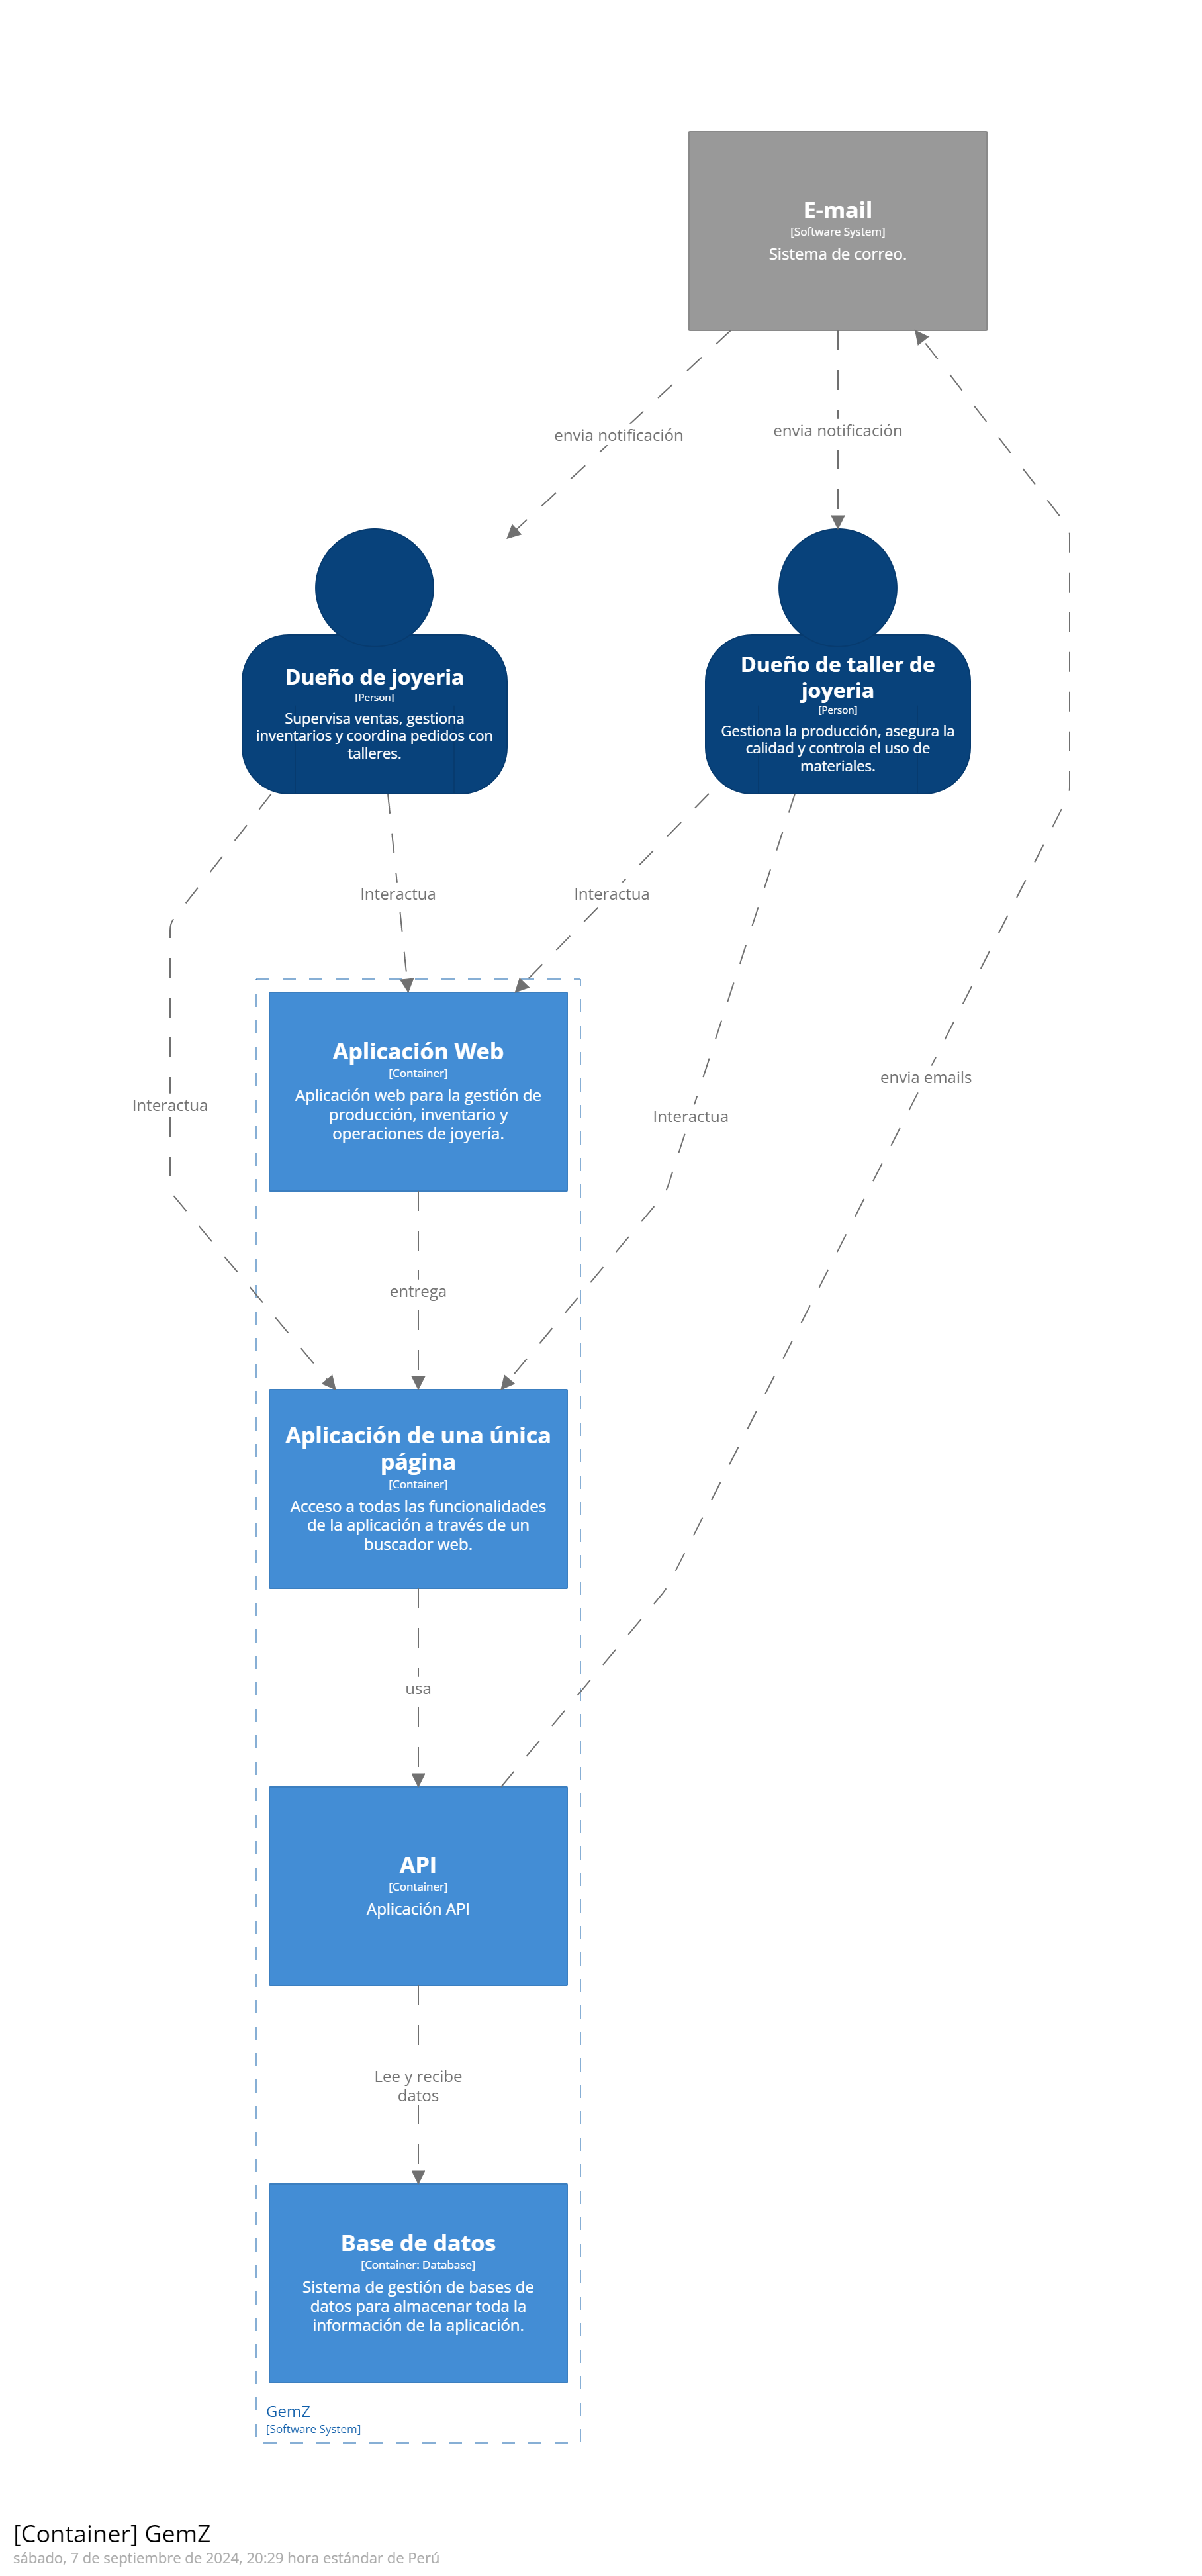 E-mail
[Software System]
Sistema de correo.
envia notificación
envia notificación
Dueño de joyeria
[Person]
Supervisa ventas, gestiona
inventarios y coordina pedidos con
talleres.
Dueño de taller de
joyeria
[Person]
Gestiona la producción, asegura la
calidad y controla el uso de
materiales.
Interactua
Interactua
Aplicación Web
[Container]
Aplicación web para la gestión de
producción, inventario y
operaciones de joyería.
envia emails
Interactua
Interactua
entrega
Aplicación de una única
página
[Container]
Acceso a todas las funcionalidades
de la aplicación a través de un
buscador web.
usa
API
[Container]
Aplicación API
Lee y recibe
datos
Base de datos
[Container: Database]
Sistema de gestión de bases de
datos para almacenar toda la
información de la aplicación.
GemZ
[Software System]
[Container] GemZ
sábado, 7 de septiembre de 2024, 20:29 hora estándar de Perú